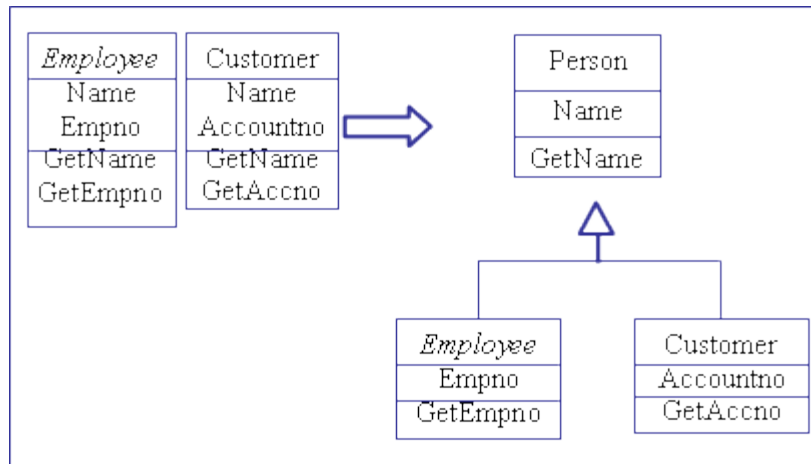 Employee
Name
Empno
GetName
GetEmpno
Customer
Name
Accountno
GetName
GetAccno
Person
Name
GetName
Employee
Empno
GetEmpno
Customer
Accountno
GetAccno